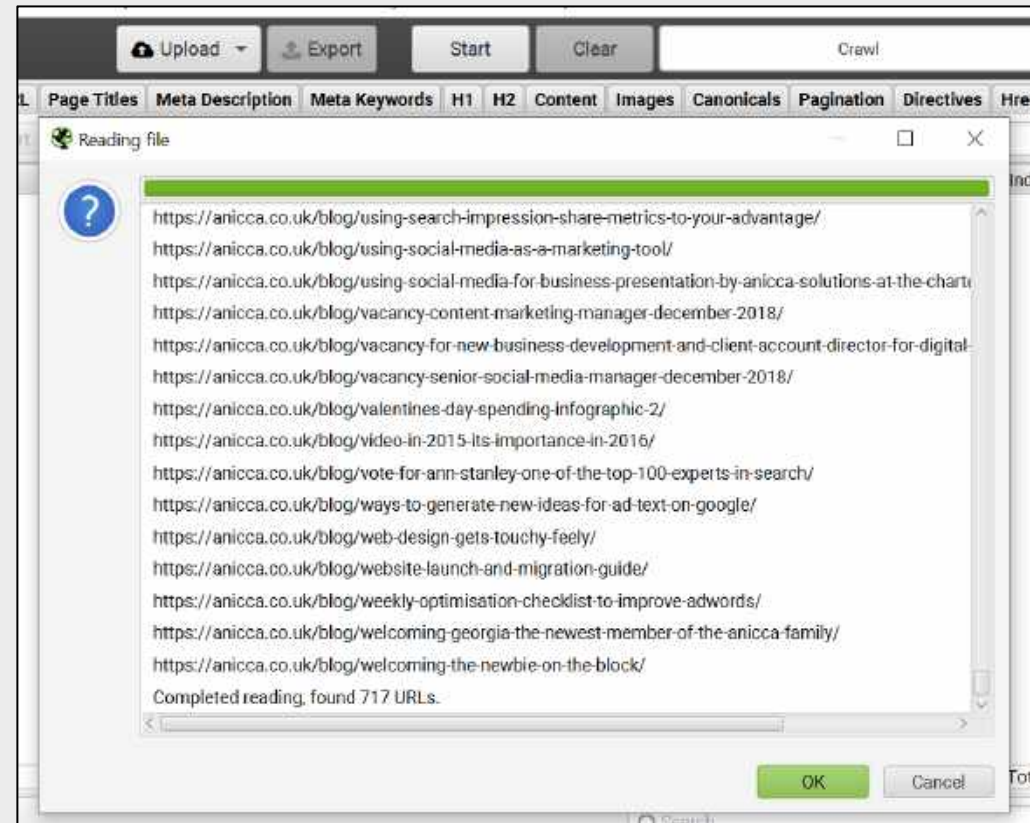 Upload Export Start Clear Crawl
Page Titles Meta Description Meta Keywords H1 H2 Content Images Canonicals Pagination Directives Hre
Reading file
https://anicca.co.uk/blog/using-search-impression-share-metrics-to-your-advantage/
https://anicca.co.uk/blog/using-social-media-as-a-marketing-tool/
https://anicca.co.uk/blog/using-social-media-for-business-presentation-by-anicca-solutions-at-the-charte
https://anicca.co.uk/blog/vacancy-content-marketing-manager-december-2018/
https://anicca.co.uk/blog/vacancy-for-new-business-development-and-client-account-director-for-digital-
https://anicca.co.uk/blog/vacancy-senior-social-media-manager-december-2018/
https://anicca.co.uk/blog/valentines-day-spending-infographic-2/
https://anicca.co.uk/blog/video-in-2015-its-importance-in-2016/
https://anicca.co.uk/blog/vote-for-ann-stanley-one-of-the-top-100-experts-in-search/
https://anicca.co.uk/blog/ways-to-generate-new-ideas-for-ad-text-on-google/
https://anicca.co.uk/blog/web-design-gets-touchy-feely/
https://anicca.co.uk/blog/website-launch-and-migration-guide/
https://anicca.co.uk/blog/weekly-optimisation-checklist-to-improve-adwords/
https://anicca.co.uk/blog/welcoming-georgia-the-newest-member-of-the-anicca-family/
https://anicca.co.uk/blog/welcoming-the-newbie-on-the-block/
Completed reading, found 717 URLs.
OK Cancel